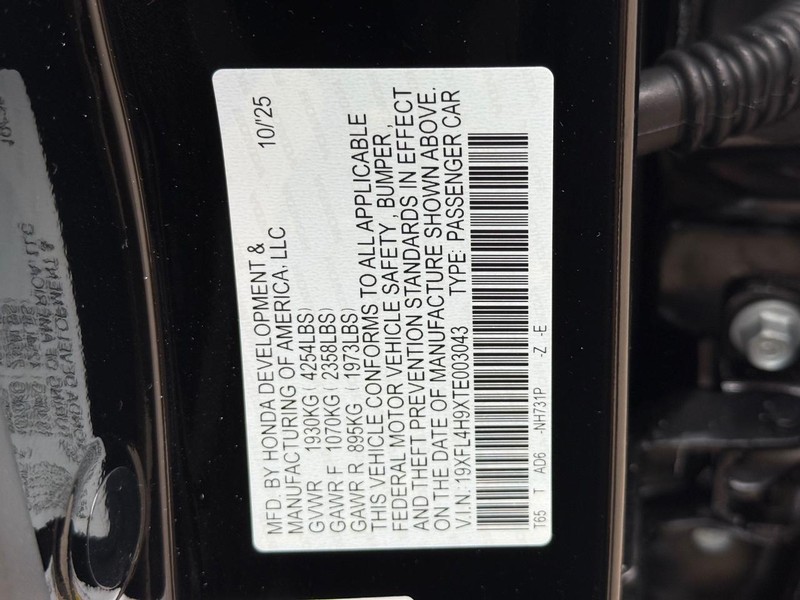 MFD. BY HONDA DEVELOPMENT & 10/'25
MANUFACTURING OF AMERICA, LLC
GVWR 1930KG ( 4254LBS)
GAWR F 1070KG ( 2358LBS)
GAWR R 895KG ( 1973LBS)
THIS VEHICLE CONFORMS TO ALL APPLICABLE
FEDERAL MOTOR VEHICLE SAFETY, BUMPER,
AND THEFT PREVENTION STANDARDS IN EFFECT
ON THE DATE OF MANUFACTURE SHOWN ABOVE.
V.I.N: 19XFL4H9XTE003043 TYPE: PASSENGER CAR
T65 T AD6 -NH731P -Z -E